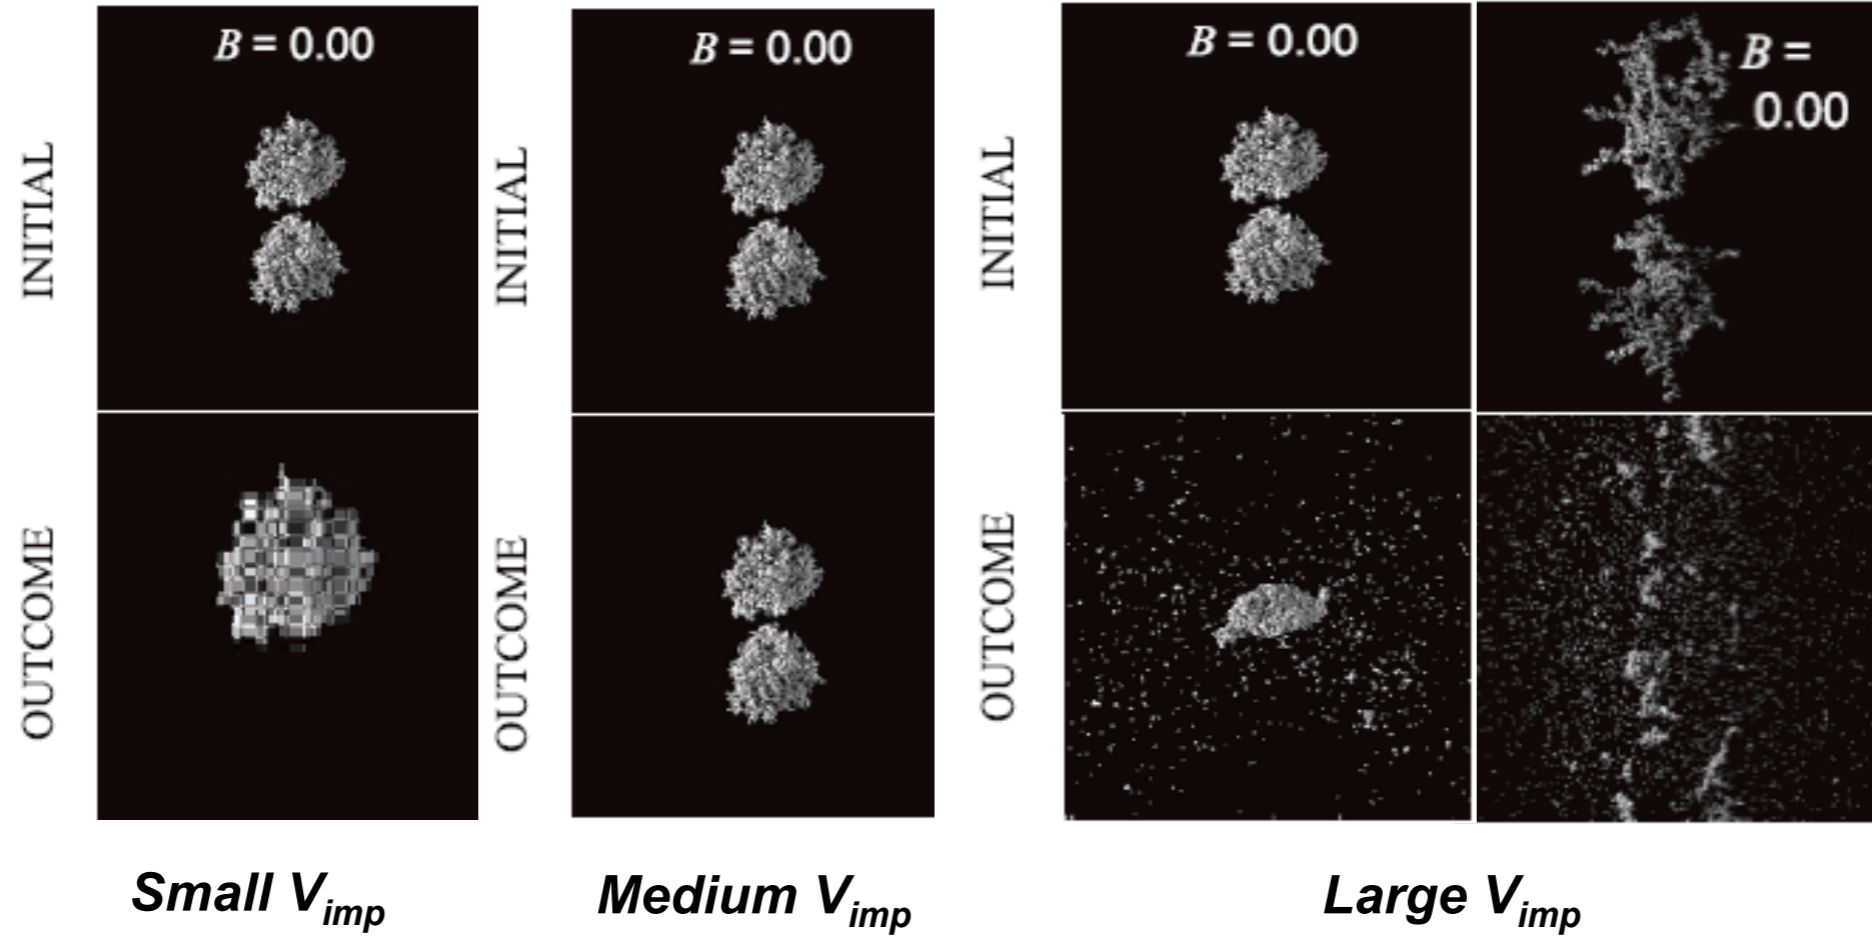 B = 0.00
B = 0.00
B = 0.00
B =
0.00
INITIAL
INITIAL
INITIAL
OUTCOME
OUTCOME
OUTCOME
Small Vimp
Medium Vimp
Large Vimp